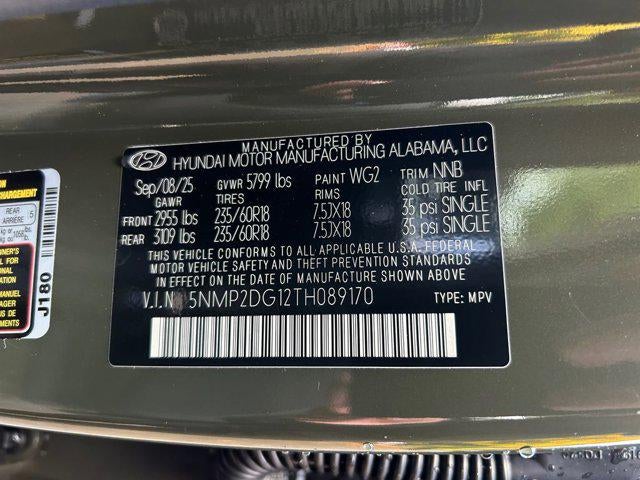 MANUFACTURED BY
HYUNDAI MOTOR MANUFACTURING ALABAMA, LLC
Sep/08/25 GVWR 5799 lbs PAINT WG2 TRIM NNB
GAWR TIRES RIMS COLD TIRE INFL
FRONT 2955 lbs 235/60R18 7.5JX18 35 psi SINGLE
REAR 3109 lbs 235/60R18 7.5JX18 35 psi SINGLE
THIS VEHICLE CONFORMS TO ALL APPLICABLE U.S.A. FEDERAL
MOTOR VEHICLE SAFETY AND THEFT PREVENTION STANDARDS
IN EFFECT ON THE DATE OF MANUFACTURE SHOWN ABOVE.
V.I.N 5NMP2DG12TH089170 TYPE: MPV
REAR
ARRIÈRE 5
J180